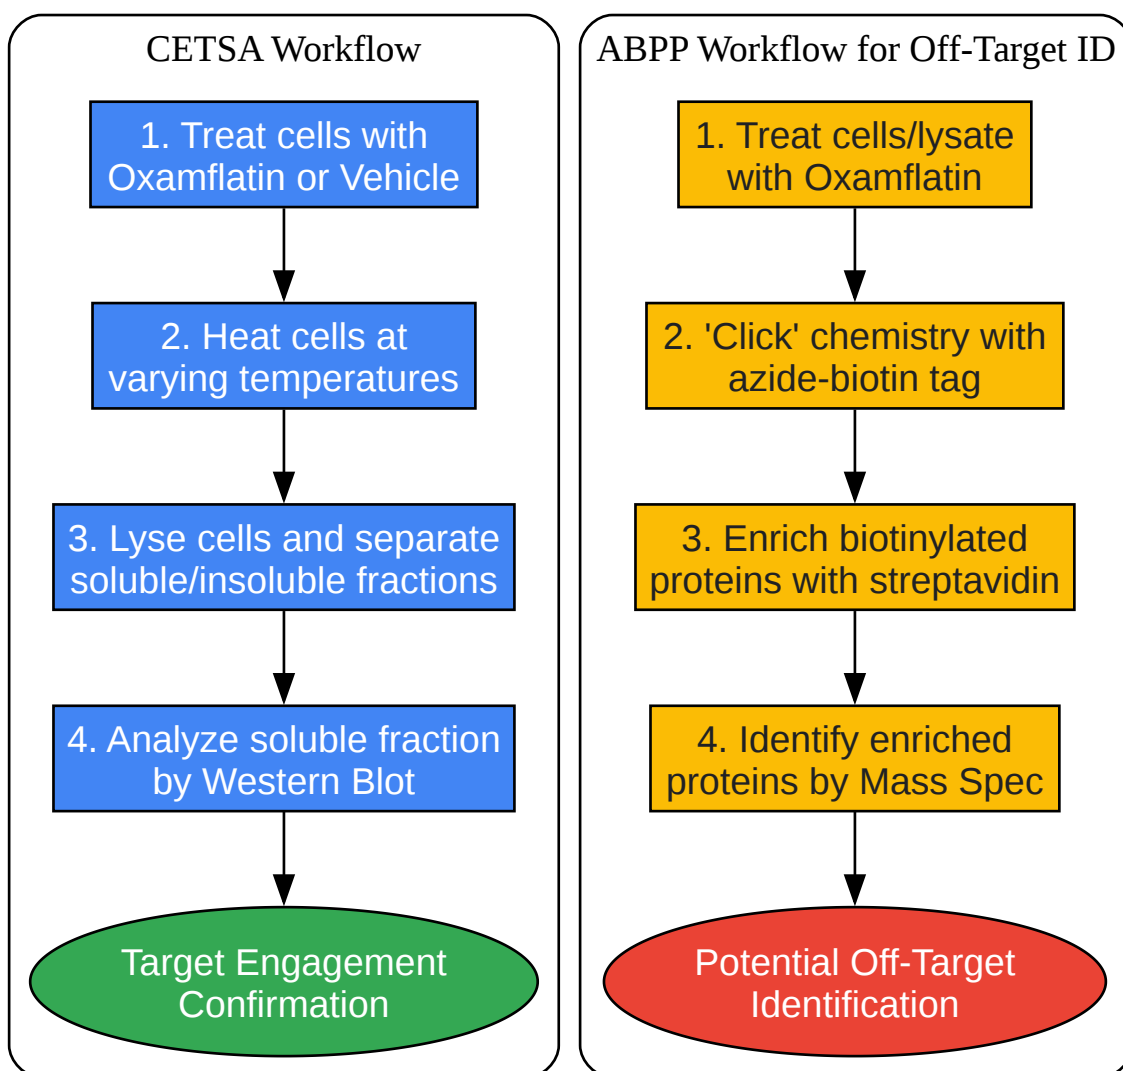 CETSA Workflow
1. Treat cells with
Oxamflatin or Vehicle
2. Heat cells at
varying temperatures
3. Lyse cells and separate
soluble/insoluble fractions
4. Analyze soluble fraction
by Western Blot
Target Engagement
Confirmation
ABPP Workflow for Off-Target ID
1. Treat cells/lysate
with Oxamflatin
2. 'Click' chemistry with
azide-biotin tag
3. Enrich biotinylated
proteins with streptavidin
4. Identify enriched
proteins by Mass Spec
Potential Off-Target
Identification